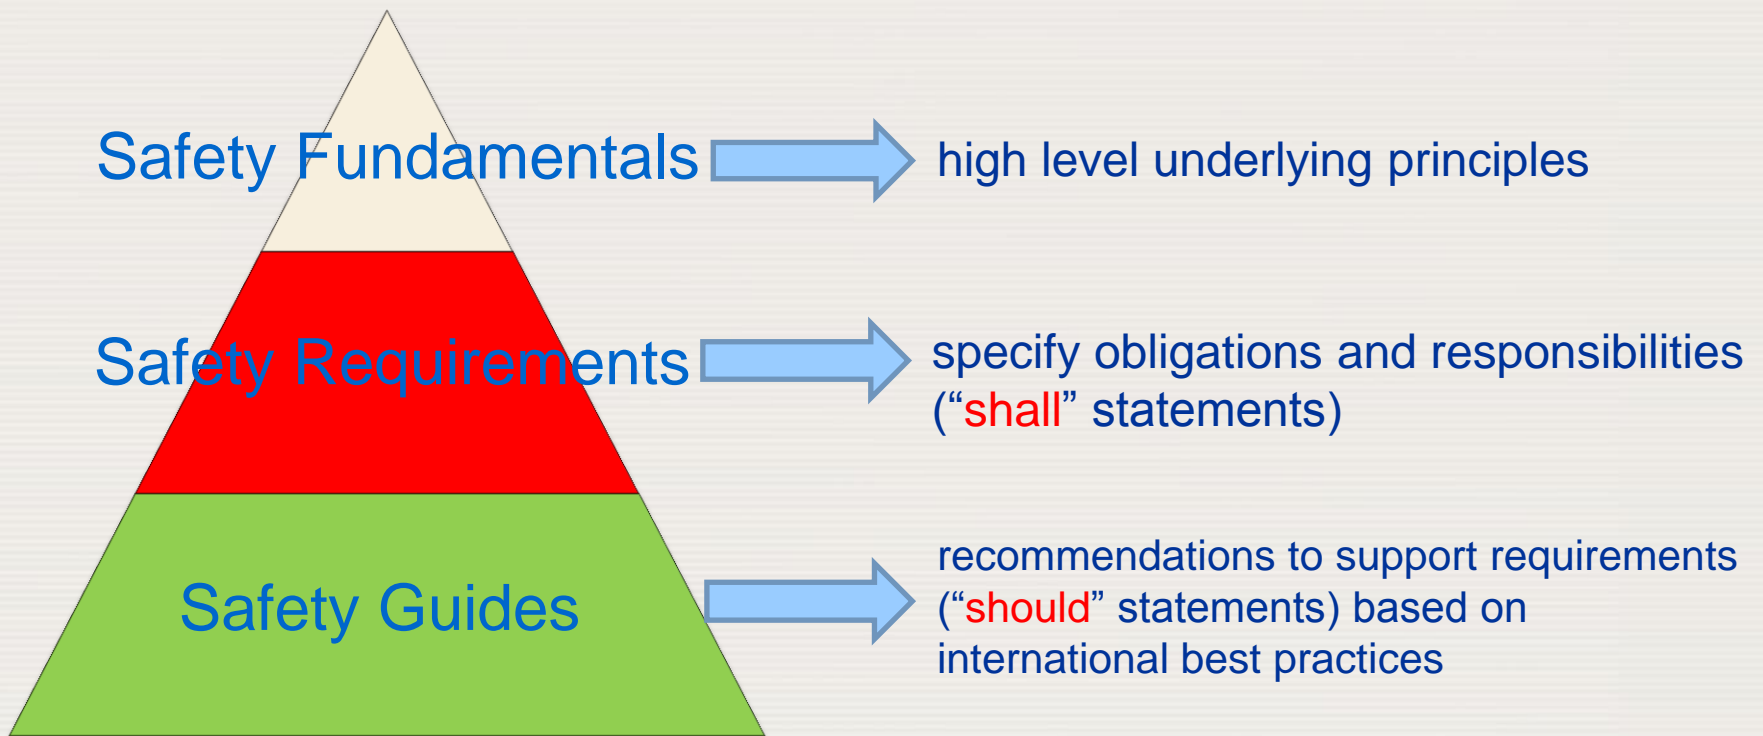 Safety Fundamentals
high level underlying principles
Safety Requirements
specify obligations and responsibilities
(“shall” statements)
Safety Guides
recommendations to support requirements
(“should” statements) based on
international best practices